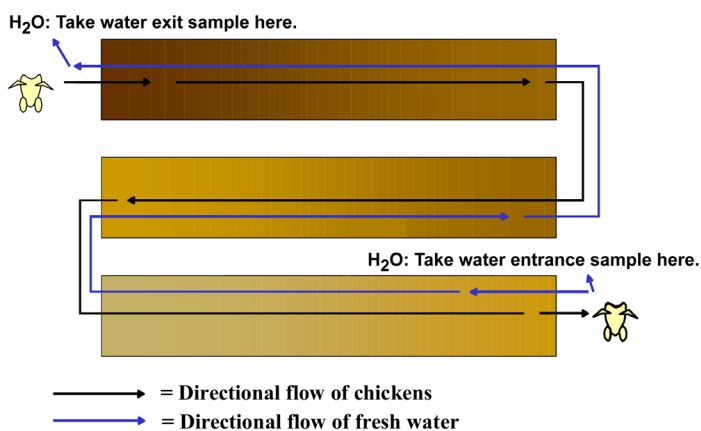 H₂O: Take water exit sample here.
H₂O: Take water entrance sample here.
= Directional flow of chickens
= Directional flow of fresh water